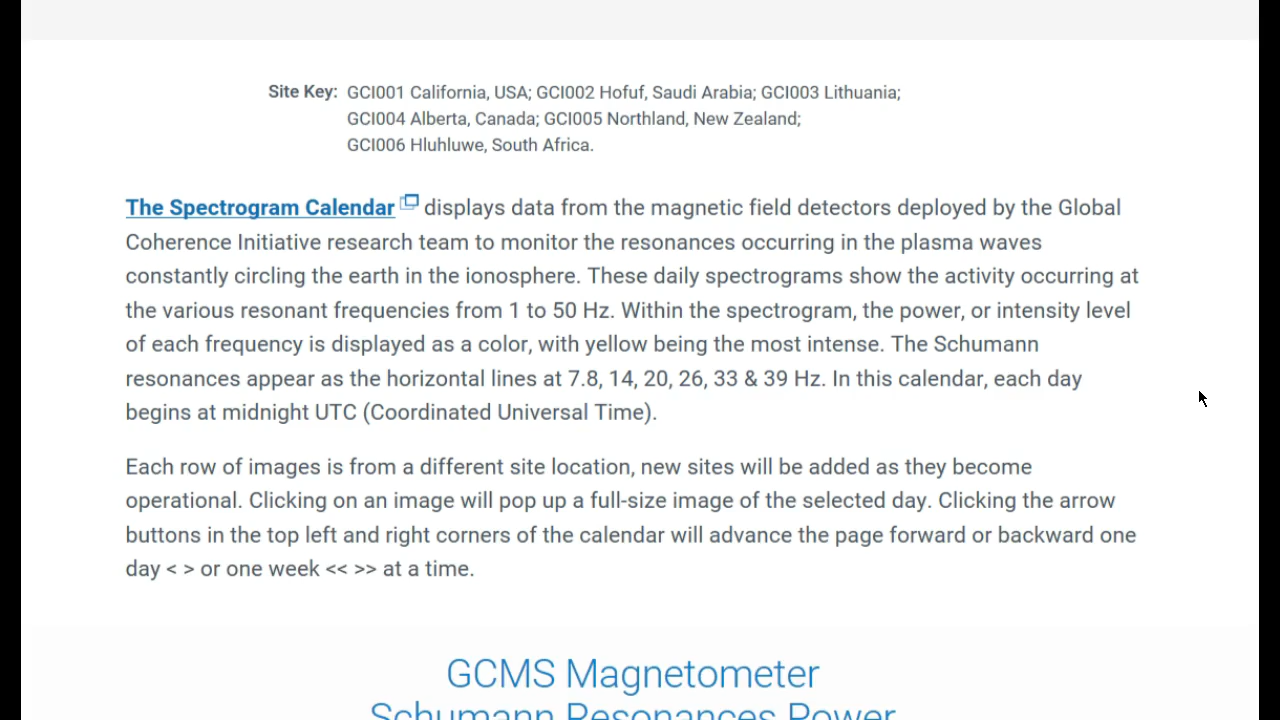 Site Key: GCI001 California, USA; GCI002 Hofuf, Saudi Arabia; GCI003 Lithuania;
GCI004 Alberta, Canada; GCI005 Northland, New Zealand;
GCI006 Hluhluwe, South Africa.
The Spectrogram Calendar displays data from the magnetic field detectors deployed by the Global
Coherence Initiative research team to monitor the resonances occurring in the plasma waves
constantly circling the earth in the ionosphere. These daily spectrograms show the activity occurring at
the various resonant frequencies from 1 to 50 Hz. Within the spectrogram, the power, or intensity level
of each frequency is displayed as a color, with yellow being the most intense. The Schumann
resonances appear as the horizontal lines at 7.8, 14, 20, 26, 33 & 39 Hz. In this calendar, each day
begins at midnight UTC (Coordinated Universal Time).
Each row of images is from a different site location, new sites will be added as they become
operational. Clicking on an image will pop up a full-size image of the selected day. Clicking the arrow
buttons in the top left and right corners of the calendar will advance the page forward or backward one
day < > or one week << >> at a time.
GCMS Magnetometer
Schumann Resonances Power